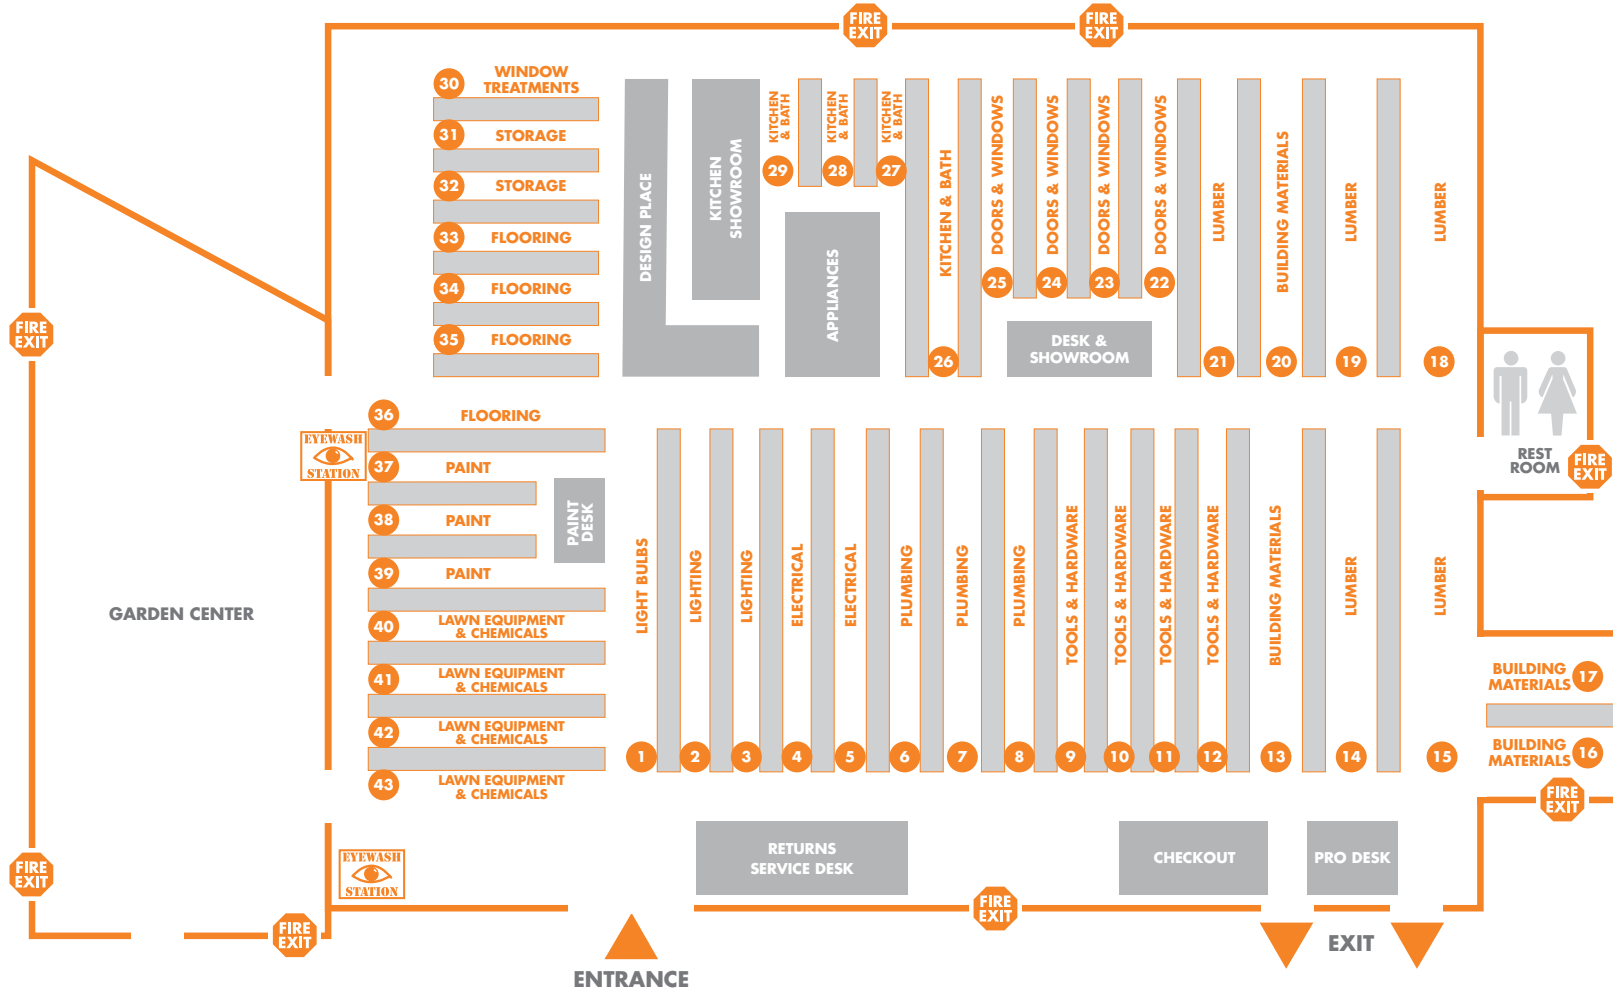 FIRE
EXIT
FIRE
EXIT
30
WINDOW
TREATMENTS
31
STORAGE
32
STORAGE
33
FLOORING
34
FLOORING
35
FLOORING
DESIGN PLACE
KITCHEN
SHOWROOM
KITCHEN
& BATH
29
KITCHEN
& BATH
28
KITCHEN
& BATH
27
APPLIANCES
KITCHEN & BATH
26
DOORS & WINDOWS
25
DOORS & WINDOWS
24
DOORS & WINDOWS
23
DOORS & WINDOWS
22
DESK &
SHOWROOM
LUMBER
21
BUILDING MATERIALS
20
LUMBER
19
LUMBER
18
FIRE
EXIT
REST
ROOM
FIRE
EXIT
36
FLOORING
EYEWASH
STATION
37
PAINT
38
PAINT
39
PAINT
PAINT
DESK
40
LAWN EQUIPMENT
& CHEMICALS
41
LAWN EQUIPMENT
& CHEMICALS
42
LAWN EQUIPMENT
& CHEMICALS
43
LAWN EQUIPMENT
& CHEMICALS
GARDEN CENTER
LIGHT BULBS
1
LIGHTING
2
LIGHTING
3
ELECTRICAL
4
ELECTRICAL
5
PLUMBING
6
PLUMBING
7
PLUMBING
8
TOOLS & HARDWARE
9
TOOLS & HARDWARE
10
TOOLS & HARDWARE
11
TOOLS & HARDWARE
12
BUILDING MATERIALS
13
LUMBER
14
LUMBER
15
BUILDING
MATERIALS
17
BUILDING
MATERIALS
16
FIRE
EXIT
FIRE
EXIT
EYEWASH
STATION
RETURNS
SERVICE DESK
CHECKOUT
PRO DESK
FIRE
EXIT
FIRE
EXIT
EXIT
ENTRANCE